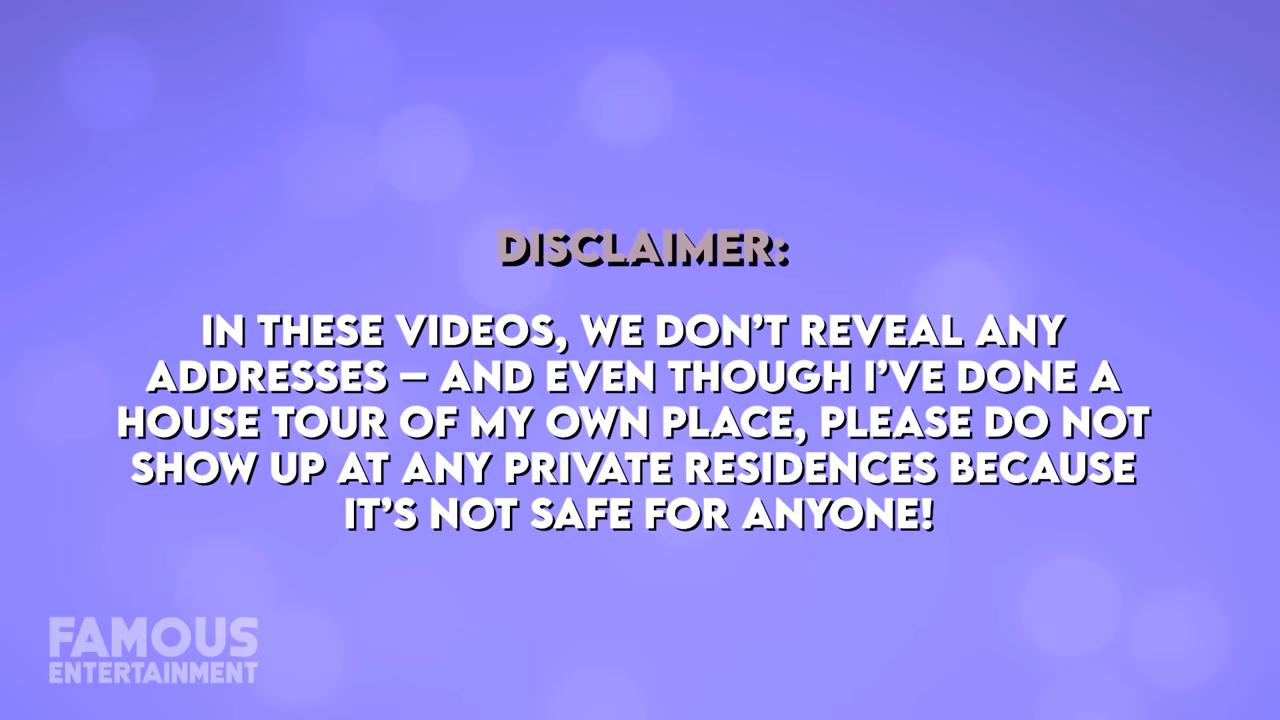 DISCLAIMER:
IN THESE VIDEOS, WE DON'T REVEAL ANY
ADDRESSES – AND EVEN THOUGH I'VE DONE A
HOUSE TOUR OF MY OWN PLACE, PLEASE DO NOT
SHOW UP AT ANY PRIVATE RESIDENCES BECAUSE
IT'S NOT SAFE FOR ANYONE!
FAMOUS
ENTERTAINMENT